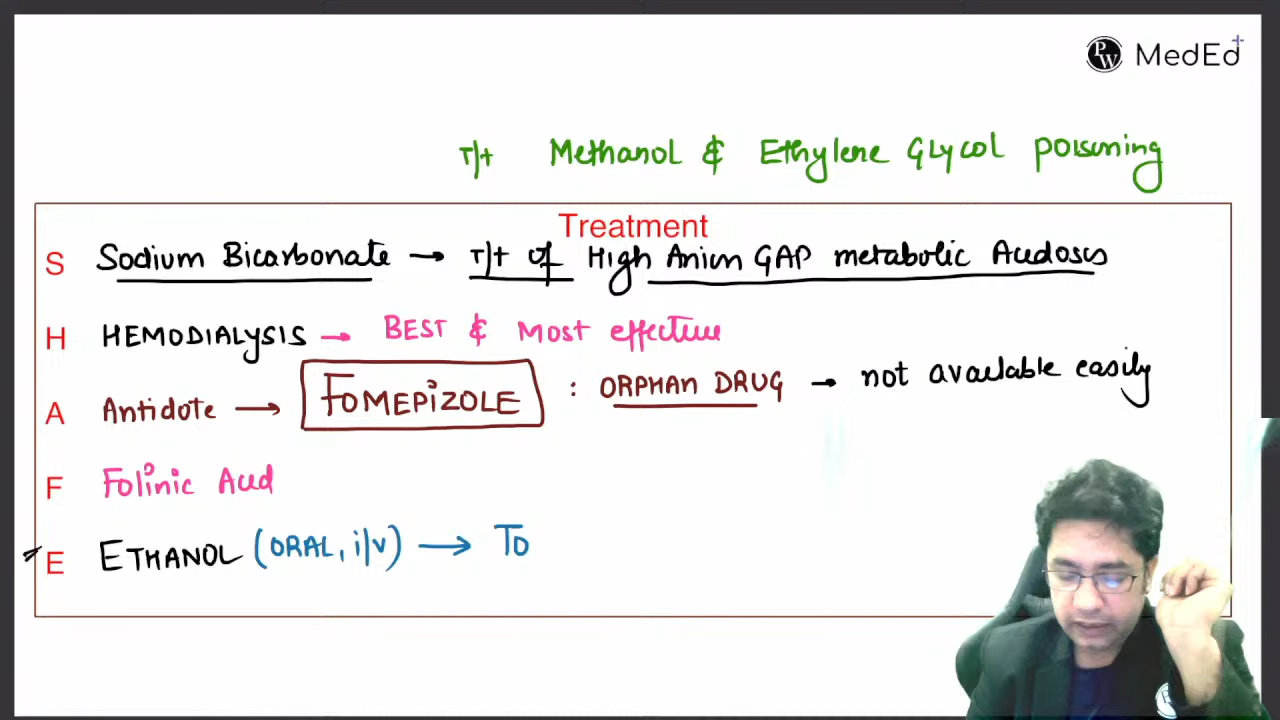 PW MedEd
T/t Methanol & Ethylene Glycol poisoning
Treatment
S Sodium Bicarbonate → T/t of High Anion GAP metabolic Acidosis
H HEMODIALYSIS → BEST & Most effective
A Antidote → FOMEPIZOLE : ORPHAN DRUG → not available easily
F Folinic Acid
E ETHANOL (ORAL, i/v) → To